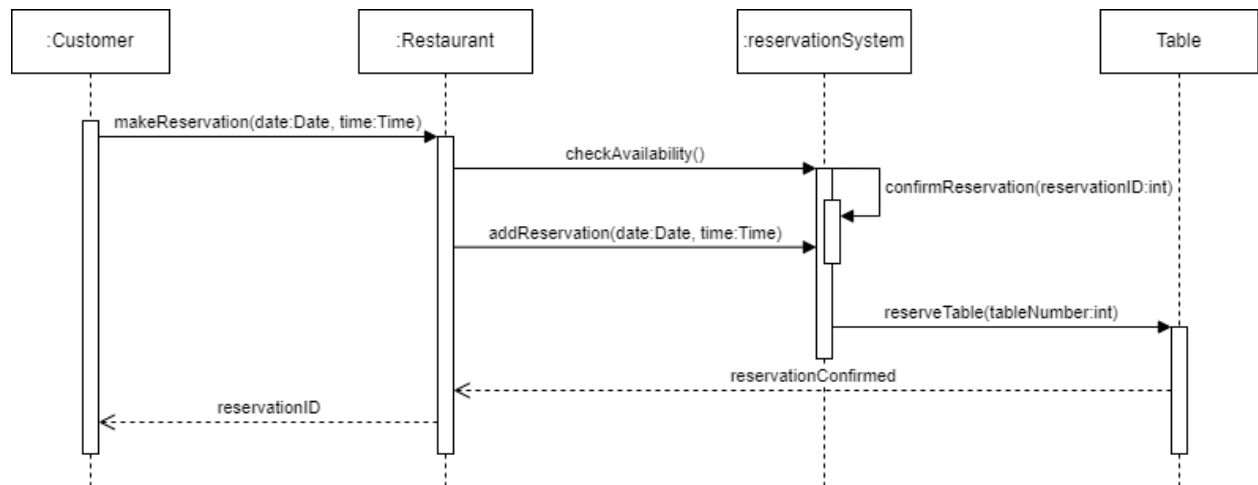 :Customer
:Restaurant
:reservationSystem
Table
makeReservation(date:Date, time:Time)
checkAvailability()
confirmReservation(reservationID:int)
addReservation(date:Date, time:Time)
reserveTable(tableNumber:int)
reservationConfirmed
reservationID